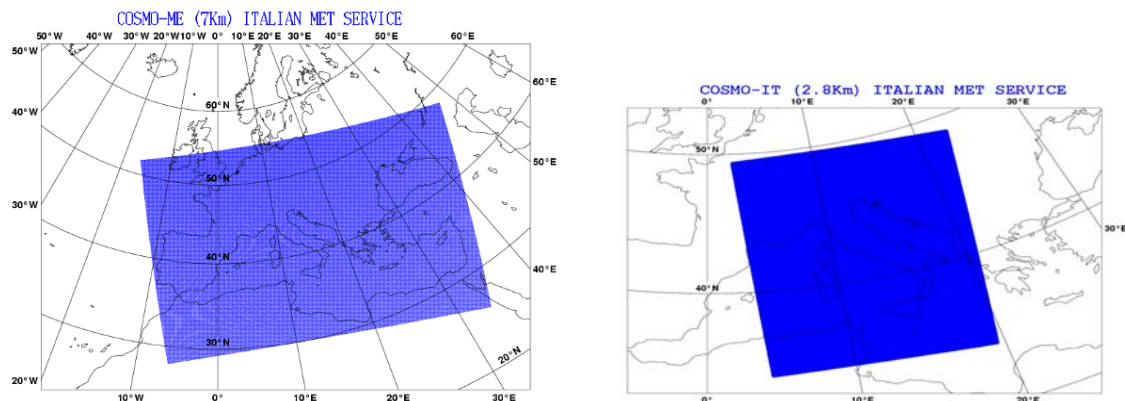 COSMO-ME (7Km) ITALIAN MET SERVICE
50°W 40°W 30°W 20°W 10°W 0° 10°E 20°E 30°E 40°E 50°E 60°E
50°W
60°E
40°W
60°N
50°E
50°N
30°W
40°N
40°E
30°N
20°N
20°W
10°W 0° 10°E 20°E 30°E
COSMO-IT (2.8Km) ITALIAN MET SERVICE
0° 10°E 20°E 30°E
50°N
30°E
40°N
0° 10°E 20°E